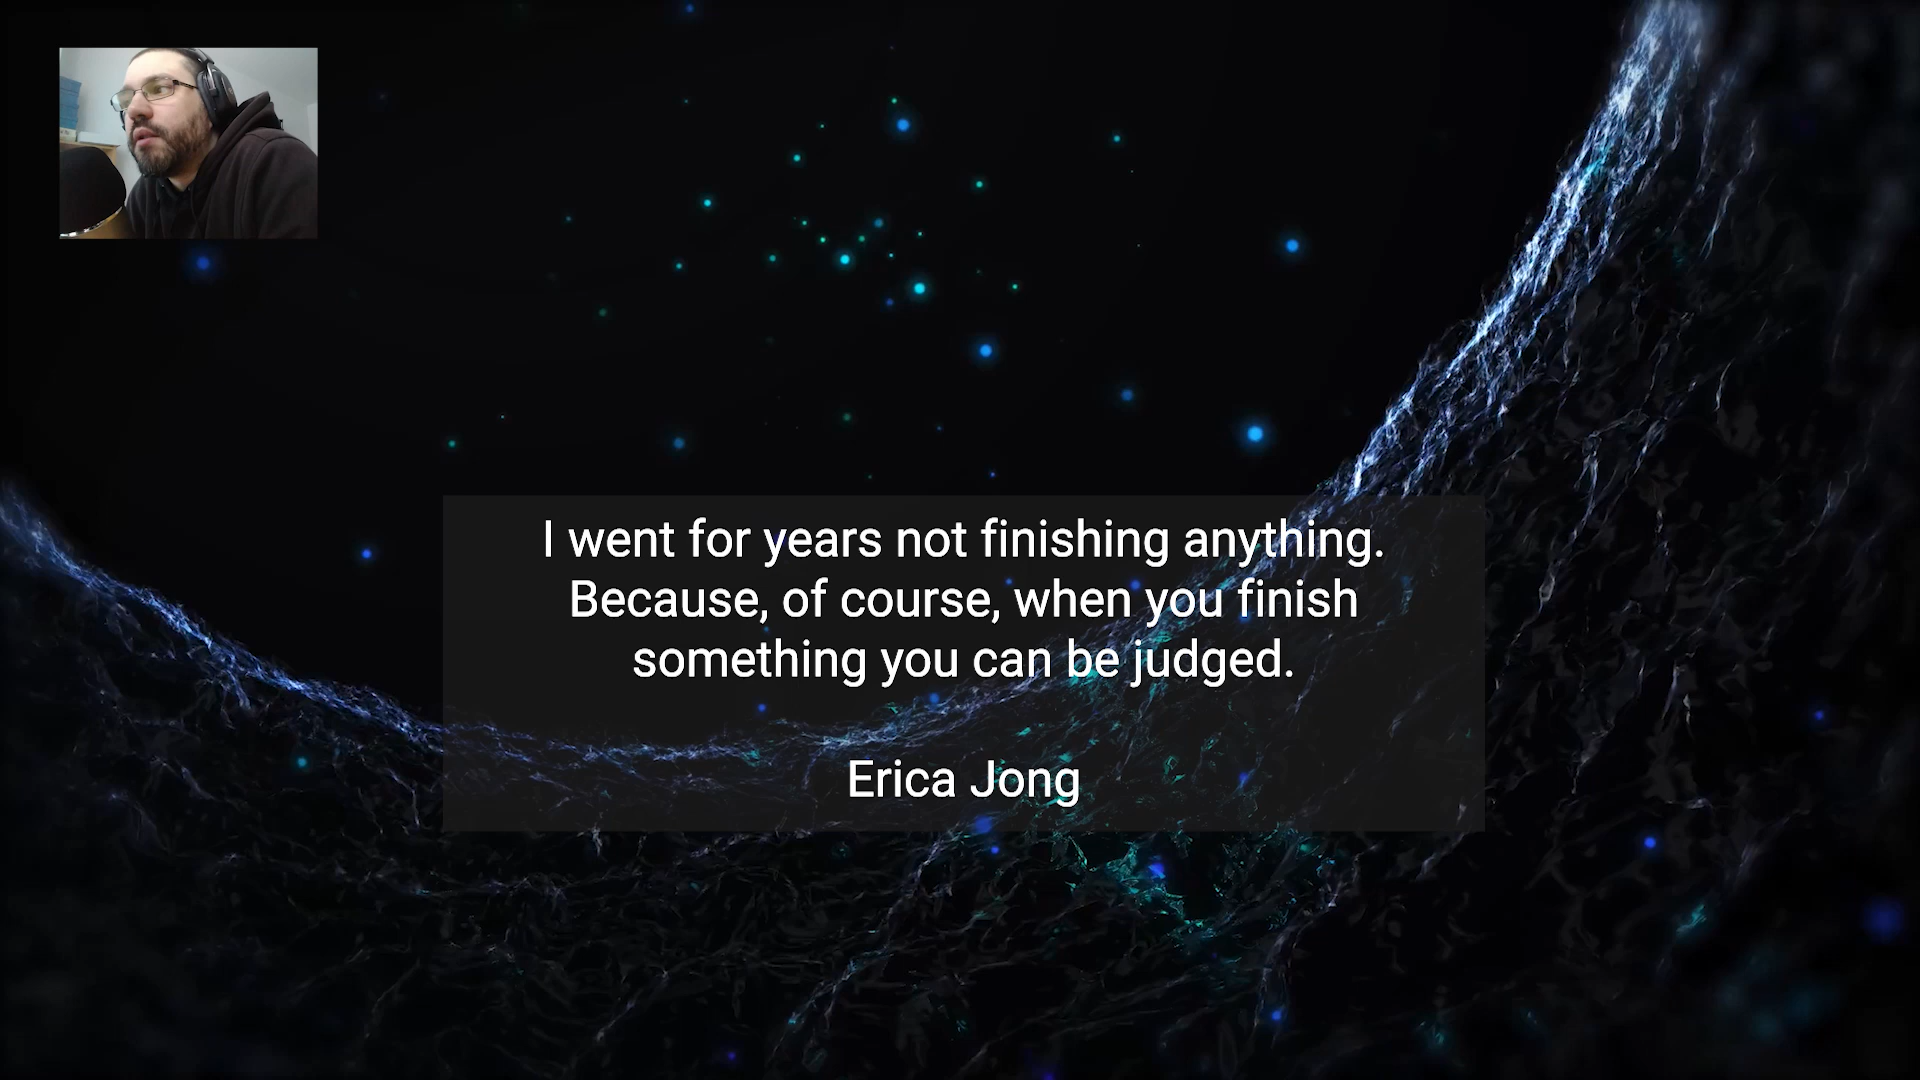 I went for years not finishing anything.
Because, of course, when you finish
something you can be judged.
Erica Jong